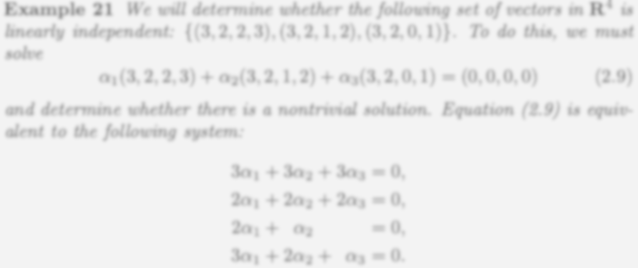 Example 21 We will determine whether the following set of vectors in R⁴ is
linearly independent: {(3, 2, 2, 3), (3, 2, 1, 2), (3, 2, 0, 1)}. To do this, we must
solve
α₁(3, 2, 2, 3) + α₂(3, 2, 1, 2) + α₃(3, 2, 0, 1) = (0, 0, 0, 0) (2.9)
and determine whether there is a nontrivial solution. Equation (2.9) is equiv-
alent to the following system:
3α₁ + 3α₂ + 3α₃ = 0,
2α₁ + 2α₂ + 2α₃ = 0,
2α₁ + α₂ = 0,
3α₁ + 2α₂ + α₃ = 0.